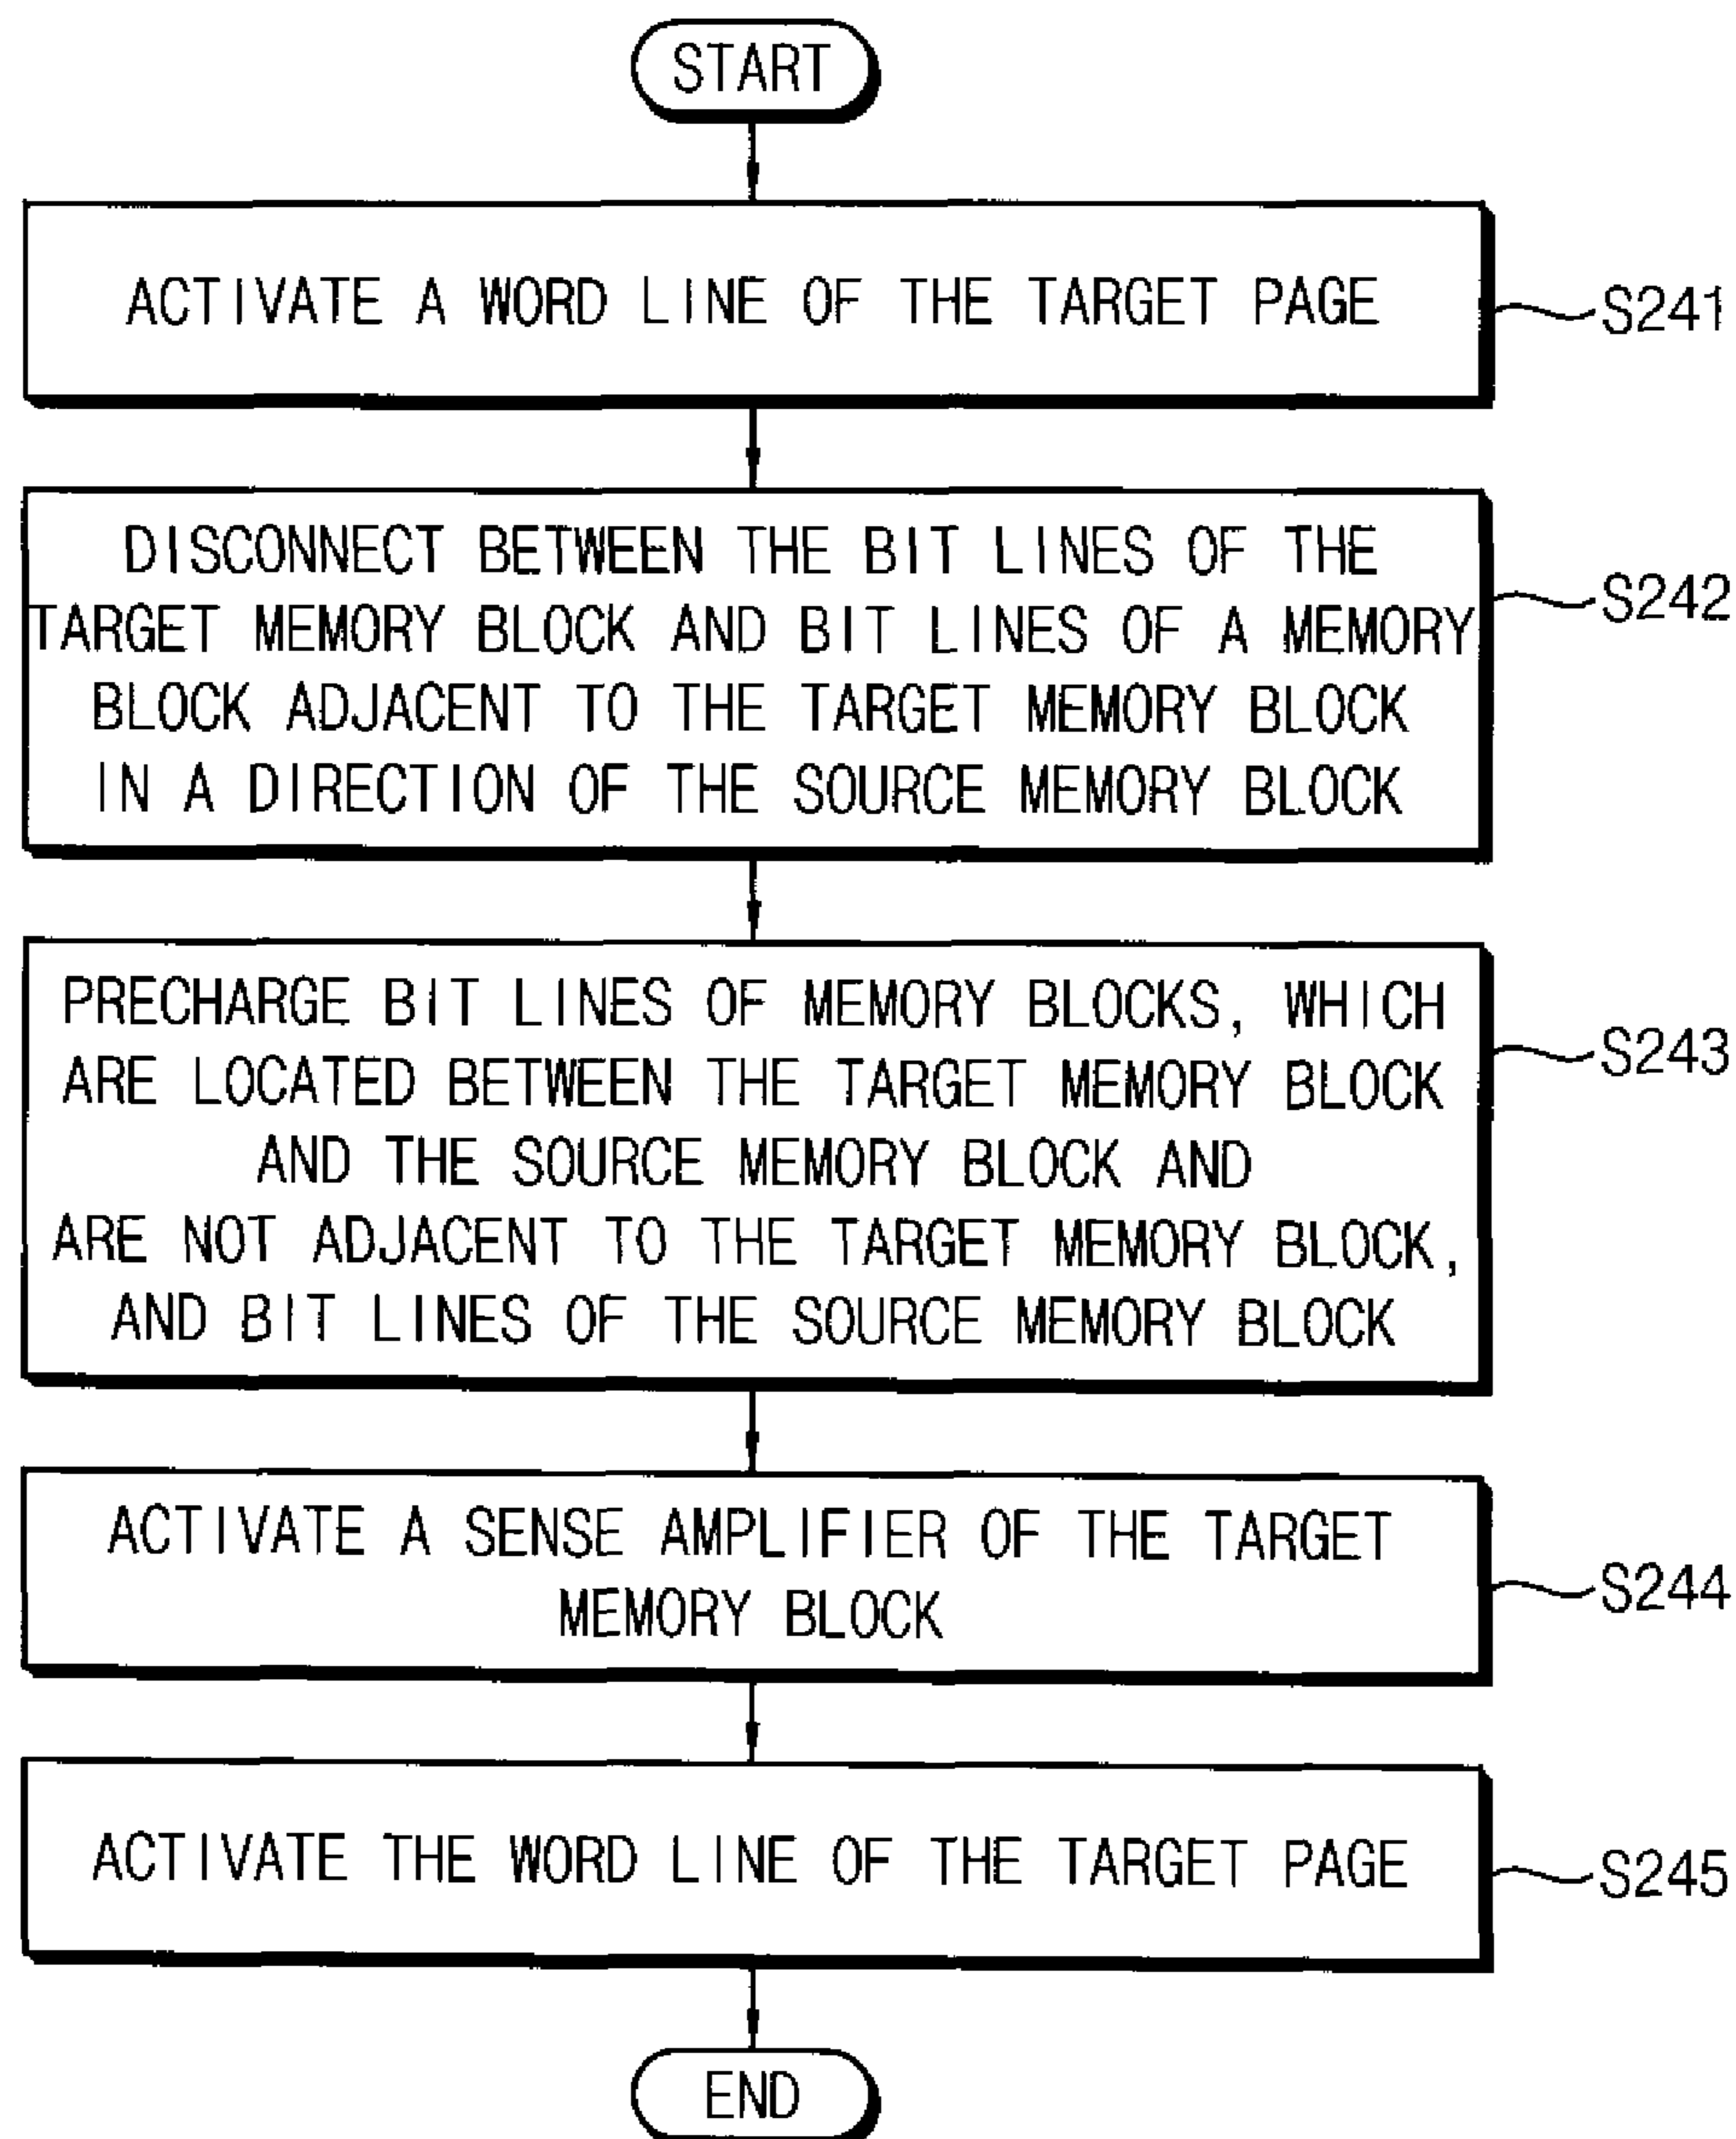 START
ACTIVATE A WORD LINE OF THE TARGET PAGE
S241
DISCONNECT BETWEEN THE BIT LINES OF THE
TARGET MEMORY BLOCK AND BIT LINES OF A MEMORY
BLOCK ADJACENT TO THE TARGET MEMORY BLOCK
IN A DIRECTION OF THE SOURCE MEMORY BLOCK
S242
PRECHARGE BIT LINES OF MEMORY BLOCKS, WHICH
ARE LOCATED BETWEEN THE TARGET MEMORY BLOCK
AND THE SOURCE MEMORY BLOCK AND
ARE NOT ADJACENT TO THE TARGET MEMORY BLOCK,
AND BIT LINES OF THE SOURCE MEMORY BLOCK
S243
ACTIVATE A SENSE AMPLIFIER OF THE TARGET
MEMORY BLOCK
S244
ACTIVATE THE WORD LINE OF THE TARGET PAGE
S245
END